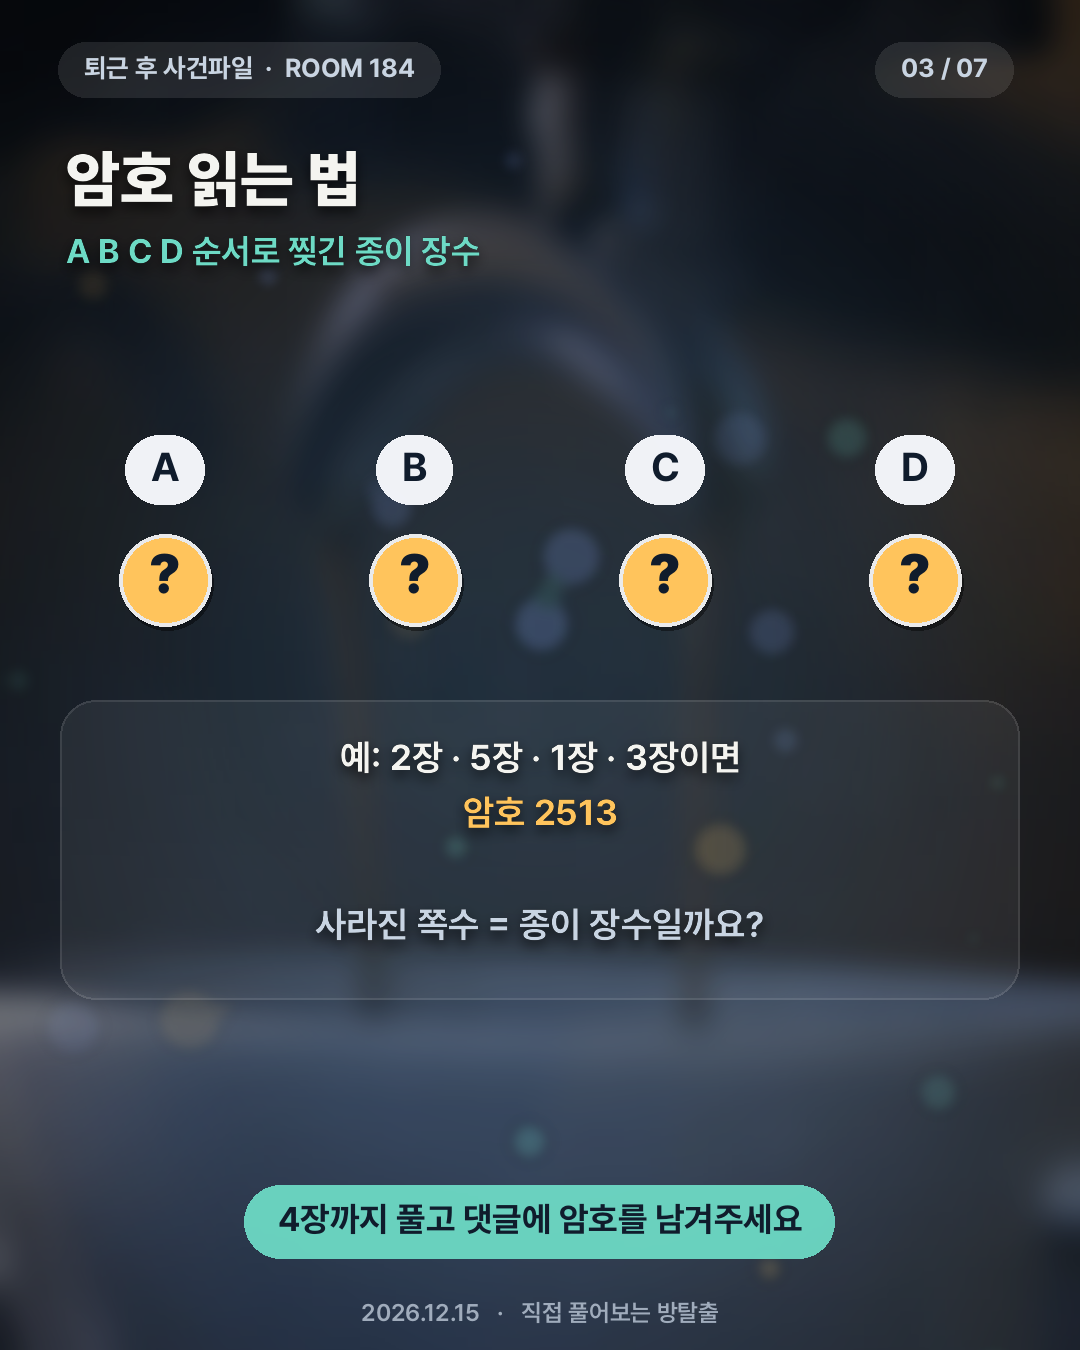 퇴근 후 사건파일 · ROOM 184
03 / 07
암호 읽는 법
A B C D 순서로 찢긴 종이 장수
A B C D
? ? ? ?
예: 2장 · 5장 · 1장 · 3장이면
암호 2513
사라진 쪽수 = 종이 장수일까요?
4장까지 풀고 댓글에 암호를 남겨주세요
2026.12.15 · 직접 풀어보는 방탈출